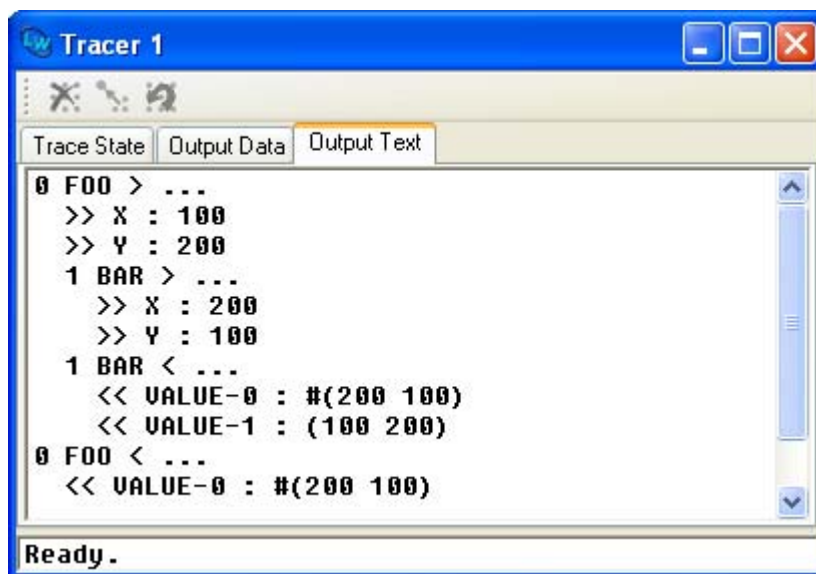 Tracer 1
Trace State Output Data Output Text
0 FOO > ...
>> X : 100
>> Y : 200
1 BAR > ...
>> X : 200
>> Y : 100
1 BAR < ...
<< VALUE-0 : #(200 100)
<< VALUE-1 : (100 200)
0 FOO < ...
<< VALUE-0 : #(200 100)
Ready.